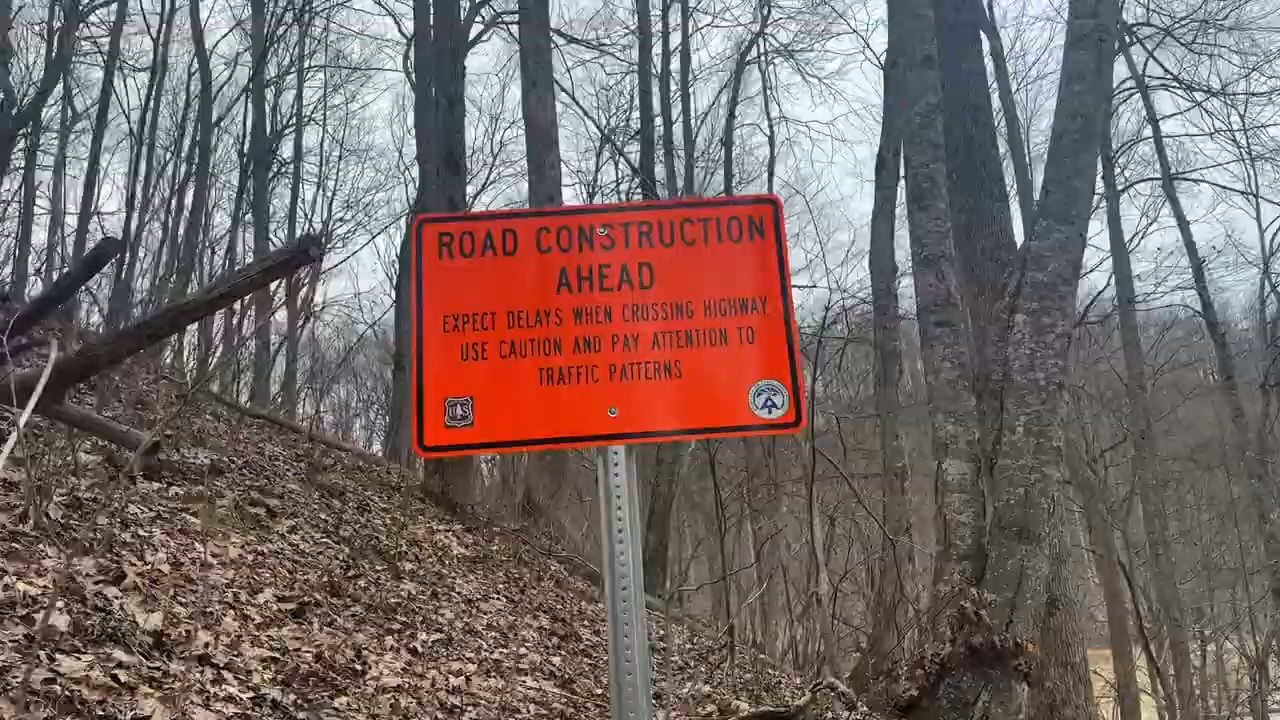 ROAD CONSTRUCTION
AHEAD
EXPECT DELAYS WHEN CROSSING HIGHWAY
USE CAUTION AND PAY ATTENTION TO
TRAFFIC PATTERNS
U S